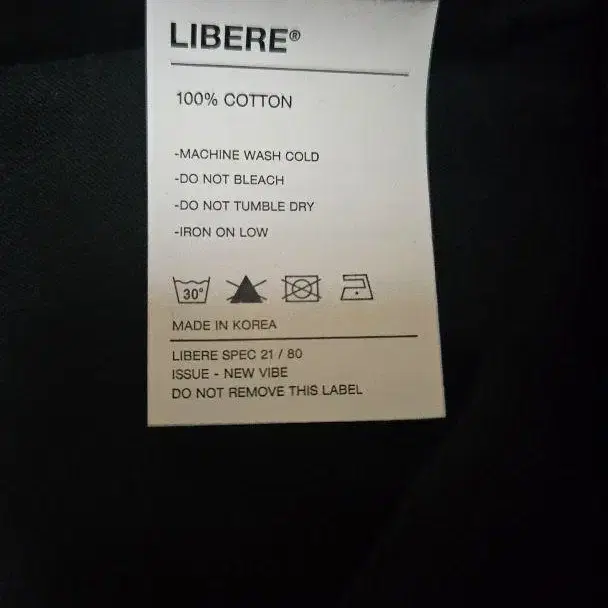 LIBERE®
100% COTTON
-MACHINE WASH COLD
-DO NOT BLEACH
-DO NOT TUMBLE DRY
-IRON ON LOW
30°
MADE IN KOREA
LIBERE SPEC 21 / 80
ISSUE - NEW VIBE
DO NOT REMOVE THIS LABEL